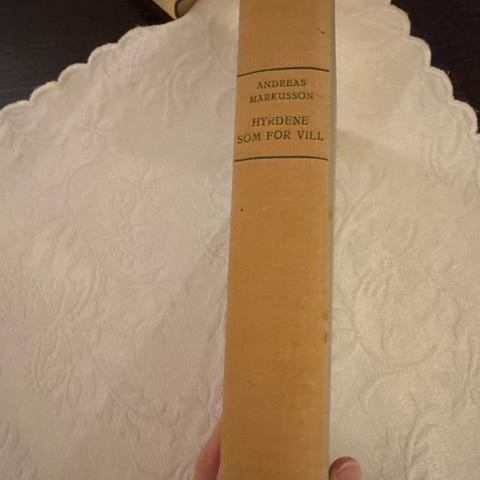 ANDREAS
MARKUSSON
HYRDENE
SOM FOR VILL